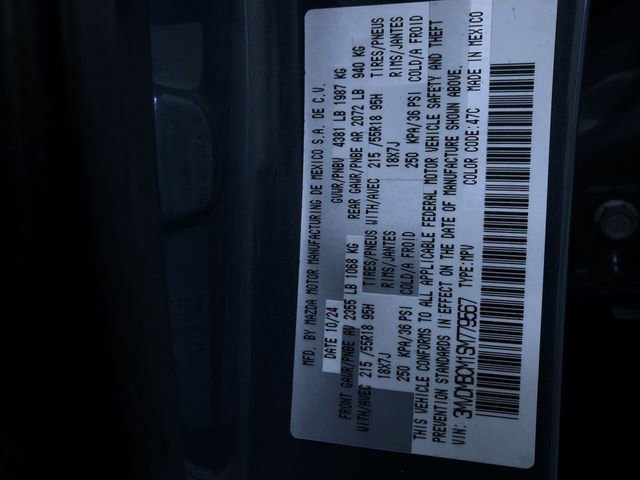 MFD. BY MAZDA MOTOR MANUFACTURING DE MEXICO S.A. DE C.V.
DATE 10/24 GVWR/PNBV 4381 LB 1987 KG
FRONT GAWR/PNBE AV 2355 LB 1068 KG REAR GAWR/PNBE AR 2072 LB 940 KG
WITH/AVEC 215 /55R18 95H TIRES/PNEUS WITH/AVEC 215 /55R18 95H TIRES/PNEUS
18X7J RIMS/JANTES 18X7J RIMS/JANTES
250 KPA/36 PSI COLD/A FROID 250 KPA/36 PSI COLD/A FROID
THIS VEHICLE CONFORMS TO ALL APPLICABLE FEDERAL MOTOR VEHICLE SAFETY AND THEFT
PREVENTION STANDARDS IN EFFECT ON THE DATE OF MANUFACTURE SHOWN ABOVE.
VIN: TYPE:MPV COLOR CODE:47C MADE IN MEXICO